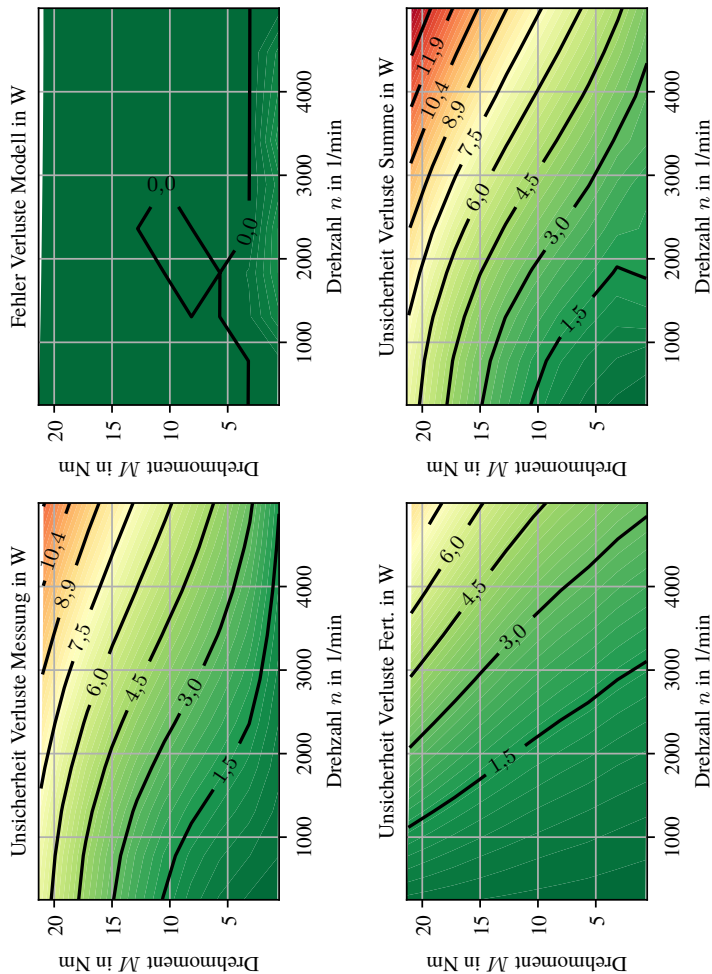 Unsicherheit Verluste Messung in W
Drehmoment M in Nm
20
15
10
5
10,4
8,9
7,5
6,0
4,5
3,0
1,5
1000 2000 3000 4000
Drehzahl n in 1/min
Fehler Verluste Modell in W
Drehmoment M in Nm
20
15
10
5
0,0
0,0
1000 2000 3000 4000
Drehzahl n in 1/min
Unsicherheit Verluste Fert. in W
Drehmoment M in Nm
20
15
10
5
6,0
4,5
3,0
1,5
1000 2000 3000 4000
Drehzahl n in 1/min
Unsicherheit Verluste Summe in W
Drehmoment M in Nm
20
15
10
5
11,9
10,4
8,9
7,5
6,0
4,5
3,0
1,5
1000 2000 3000 4000
Drehzahl n in 1/min